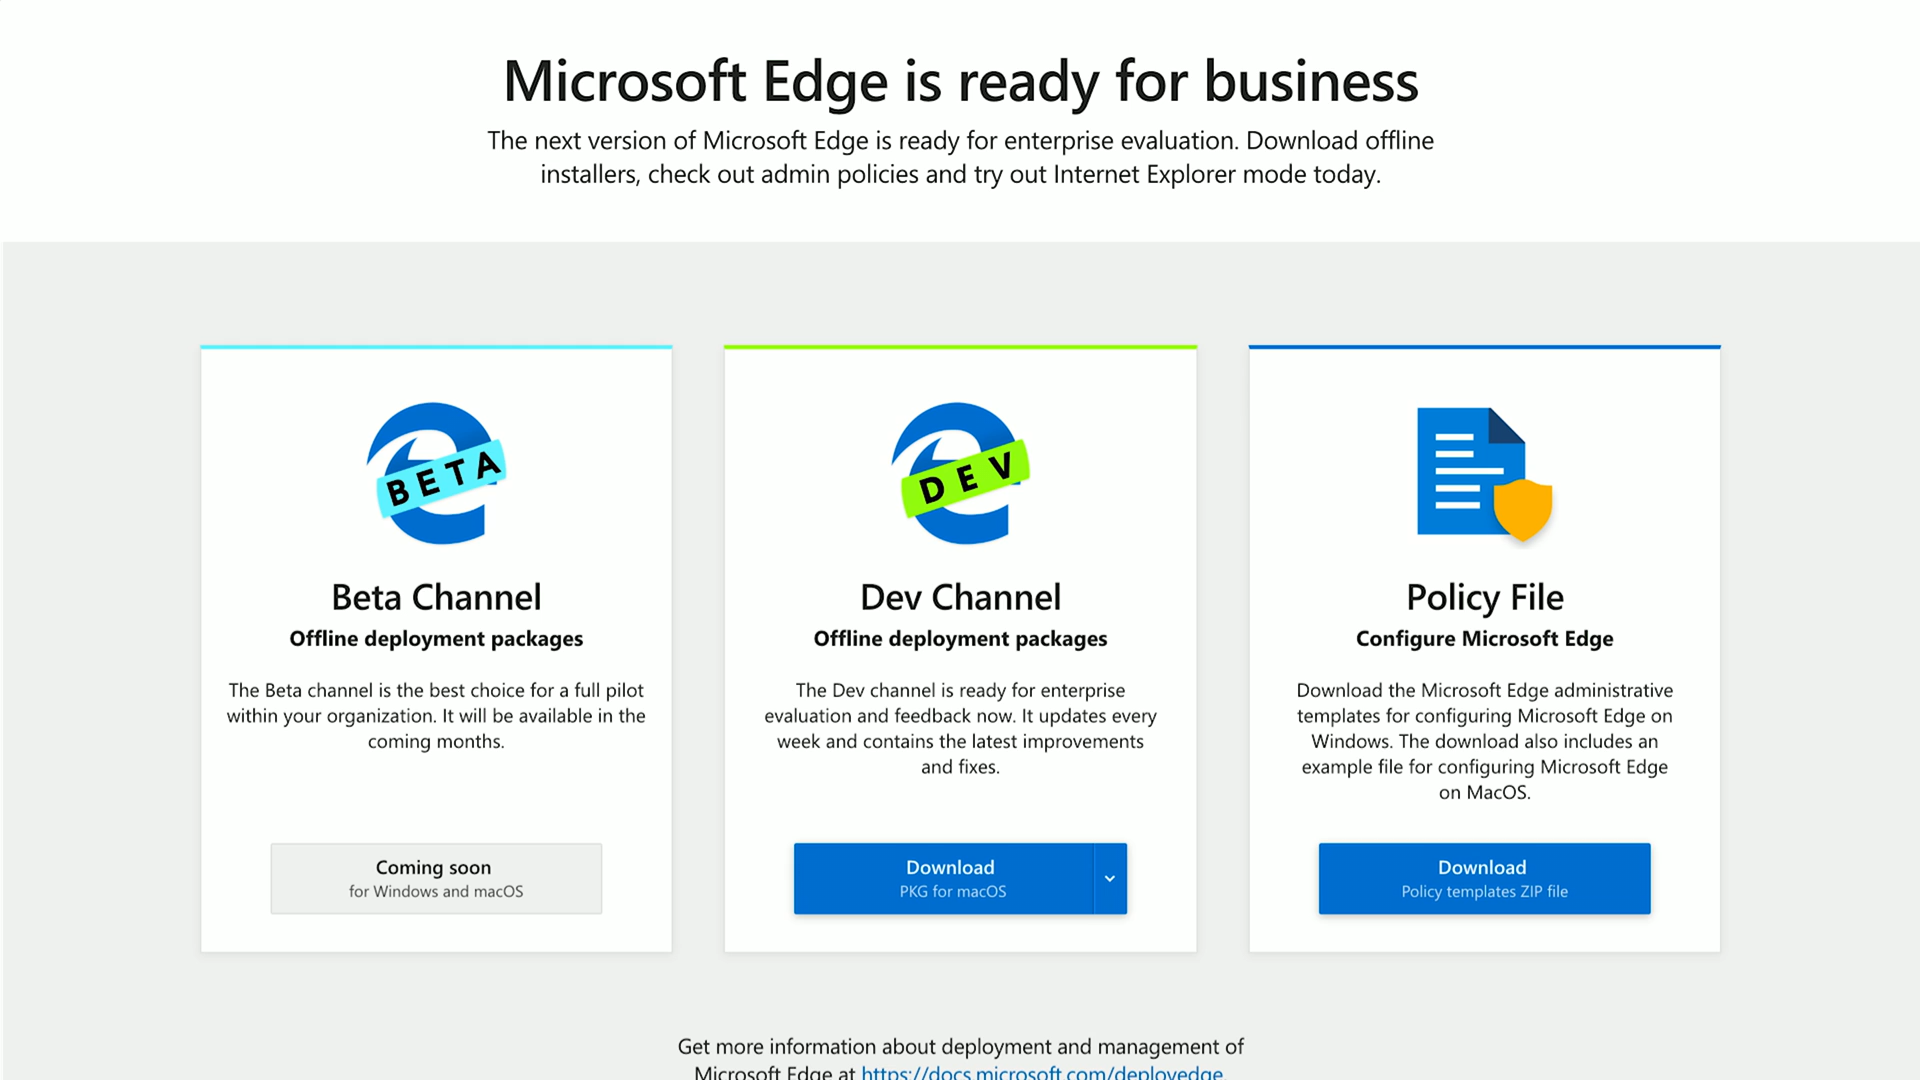 Microsoft Edge is ready for business
The next version of Microsoft Edge is ready for enterprise evaluation. Download offline
installers, check out admin policies and try out Internet Explorer mode today.
BETA
Beta Channel
Offline deployment packages
The Beta channel is the best choice for a full pilot
within your organization. It will be available in the
coming months.
Coming soon
for Windows and macOS
DEV
Dev Channel
Offline deployment packages
The Dev channel is ready for enterprise
evaluation and feedback now. It updates every
week and contains the latest improvements
and fixes.
Download
PKG for macOS
Policy File
Configure Microsoft Edge
Download the Microsoft Edge administrative
templates for configuring Microsoft Edge on
Windows. The download also includes an
example file for configuring Microsoft Edge
on MacOS.
Download
Policy templates ZIP file
Get more information about deployment and management of
Microsoft Edge at https://docs.microsoft.com/deployedge.